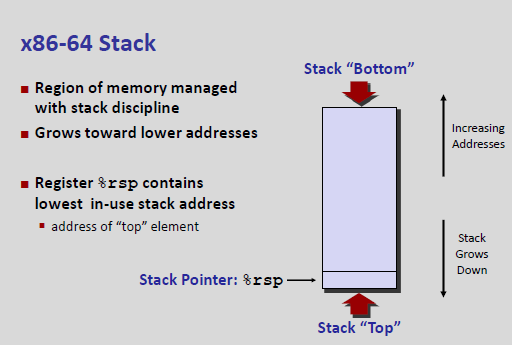 x86-64 Stack
■ Region of memory managed
with stack discipline
■ Grows toward lower addresses
■ Register %rsp contains
lowest in-use stack address
▪ address of “top” element
Stack Pointer: %rsp
Stack “Bottom”
Increasing
Addresses
Stack
Grows
Down
Stack “Top”